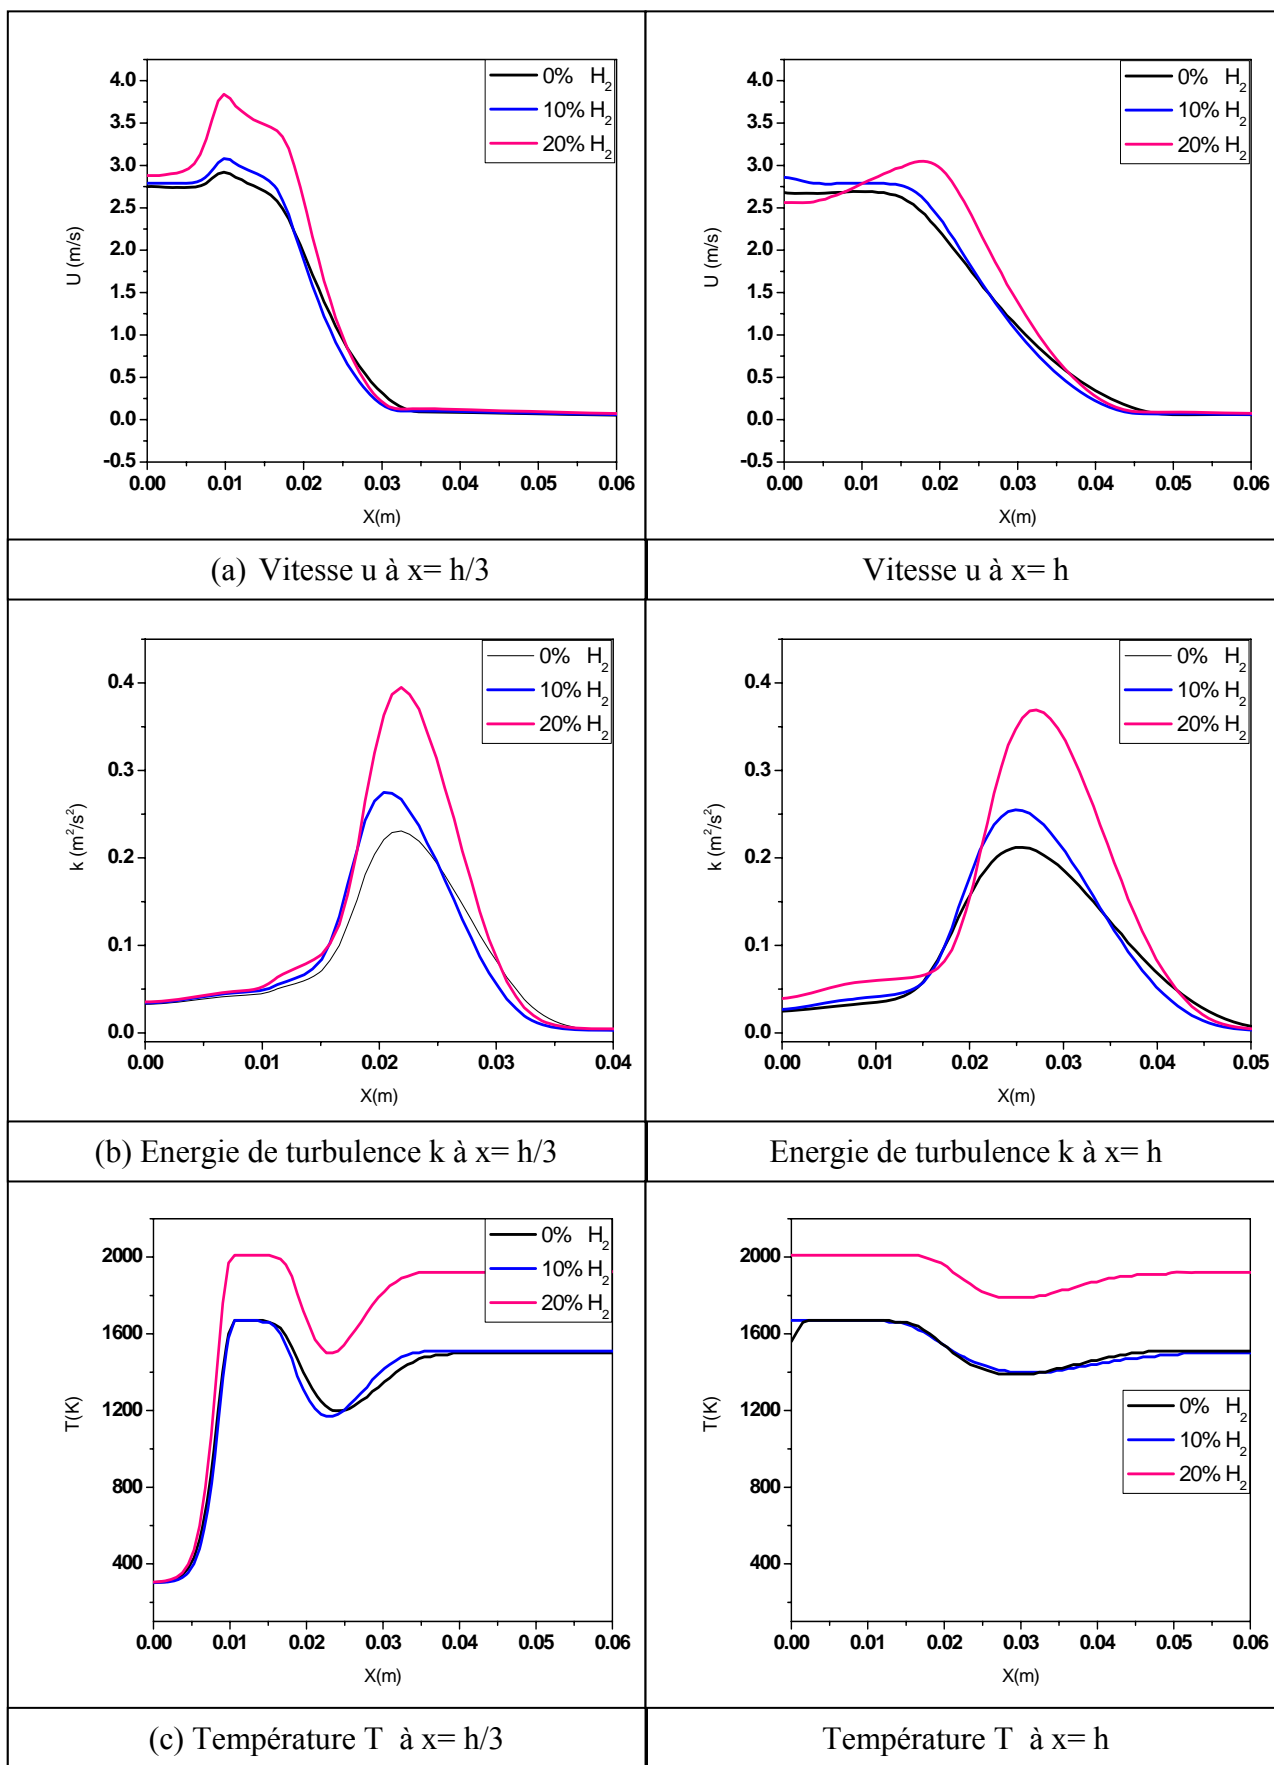 4.0
3.5
3.0
2.5
2.0
1.5
1.0
0.5
0.0
-0.5
U (m/s)
0.00 0.01 0.02 0.03 0.04 0.05 0.06
X(m)
0% H2
10% H2
20% H2
4.0
3.5
3.0
2.5
2.0
1.5
1.0
0.5
0.0
-0.5
U (m/s)
0.00 0.01 0.02 0.03 0.04 0.05 0.06
X(m)
0% H2
10% H2
20% H2
(a) Vitesse u à x= h/3
Vitesse u à x= h
0.4
0.3
0.2
0.1
0.0
k (m²/s²)
0.00 0.01 0.02 0.03 0.04
X(m)
0% H2
10% H2
20% H2
0.4
0.3
0.2
0.1
0.0
k (m²/s²)
0.00 0.01 0.02 0.03 0.04 0.05
X(m)
0% H2
10% H2
20% H2
(b) Energie de turbulence k à x= h/3
Energie de turbulence k à x= h
2000
1600
1200
800
400
T(K)
0.00 0.01 0.02 0.03 0.04 0.05 0.06
X(m)
0% H2
10% H2
20% H2
2000
1600
1200
800
400
T(K)
0.00 0.01 0.02 0.03 0.04 0.05 0.06
X(m)
0% H2
10% H2
20% H2
(c) Température T à x= h/3
Température T à x= h